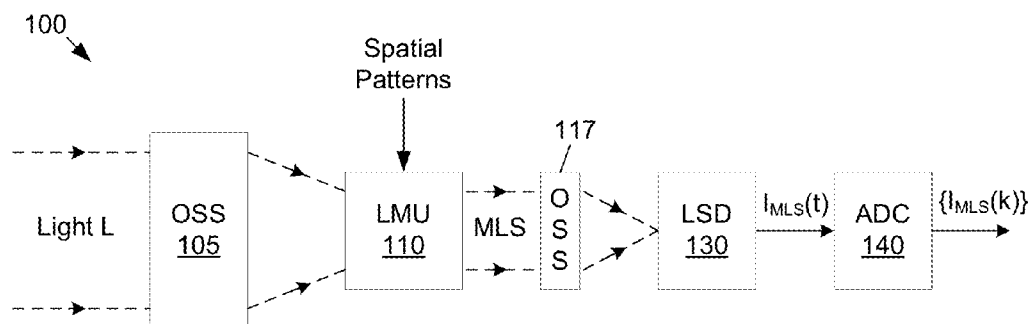 100
Spatial
Patterns
117
Light L
OSS
105
LMU
110
MLS
O
S
S
LSD
130
I_MLS(t)
ADC
140
{I_MLS(k)}